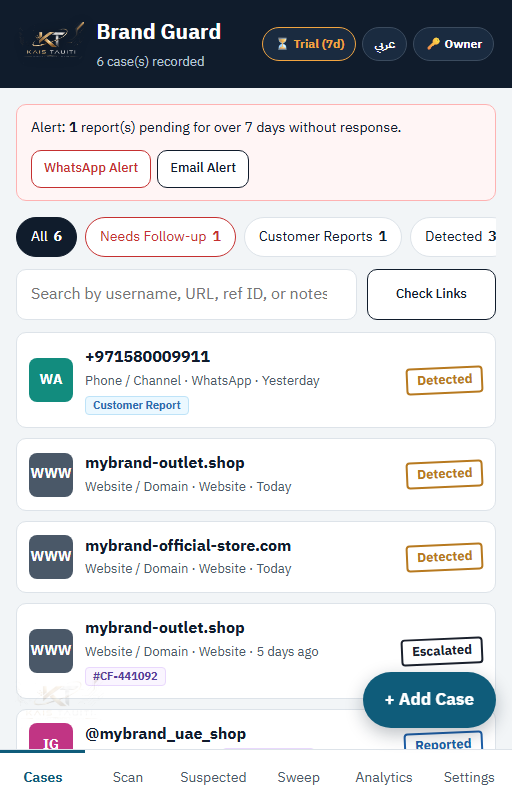 KT
KAIS TAUITI
Brand Guard
6 case(s) recorded
⌛ Trial (7d)
عربي
🔑 Owner
Alert: 1 report(s) pending for over 7 days without response.
WhatsApp Alert
Email Alert
All 6
Needs Follow-up 1
Customer Reports 1
Detected 3
Search by username, URL, ref ID, or notes
Check Links
WA
+971580009911
Phone / Channel · WhatsApp · Yesterday
Customer Report
Detected
WWW
mybrand-outlet.shop
Website / Domain · Website · Today
Detected
WWW
mybrand-official-store.com
Website / Domain · Website · Today
Detected
WWW
mybrand-outlet.shop
Website / Domain · Website · 5 days ago
#CF-441092
Escalated
+ Add Case
IG
@mybrand_uae_shop
Reported
Cases
Scan
Suspected
Sweep
Analytics
Settings